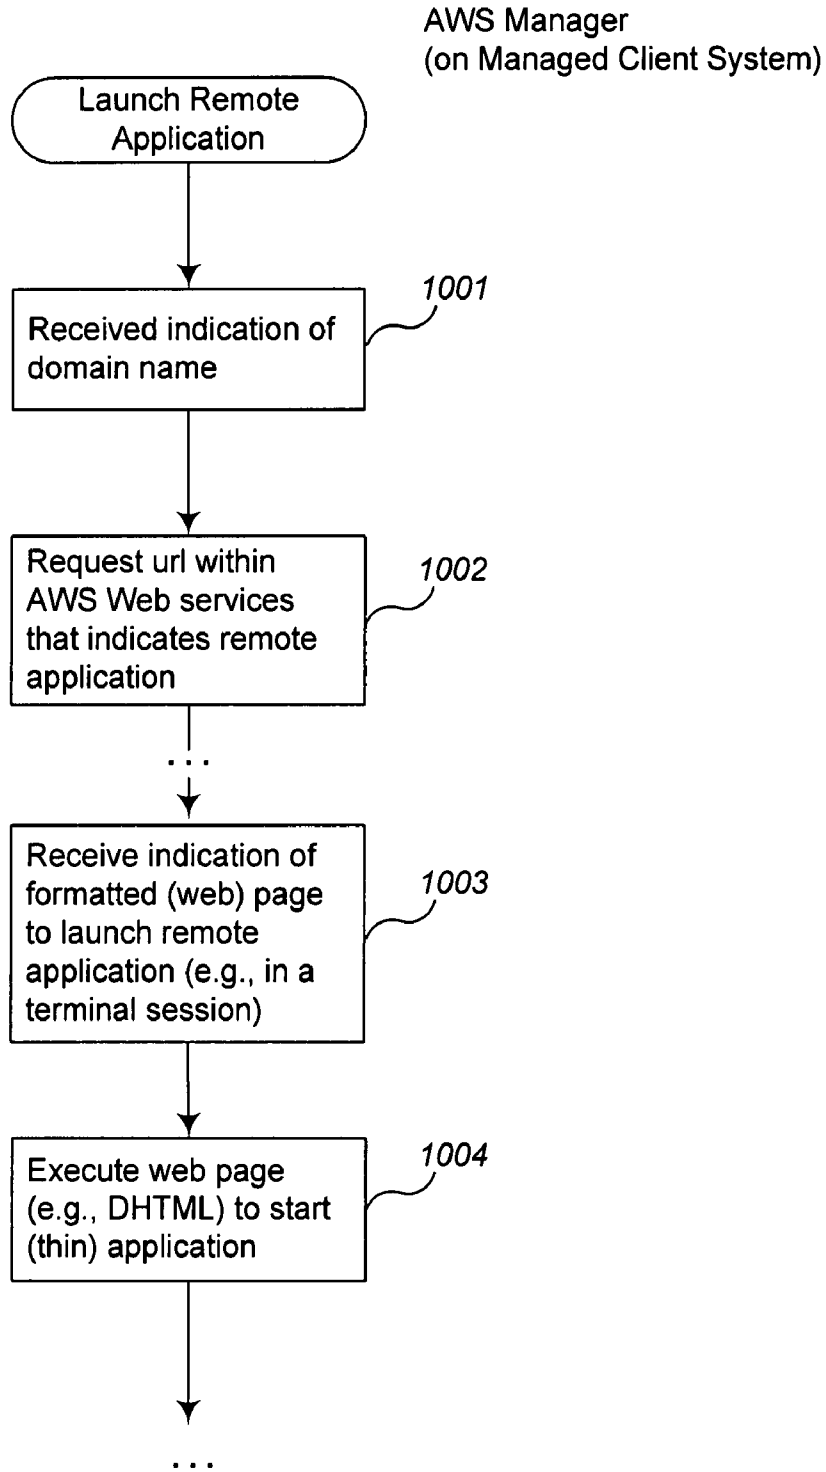 AWS Manager
(on Managed Client System)
Launch Remote
Application
1001
Received indication of
domain name
1002
Request url within
AWS Web services
that indicates remote
application
...
1003
Receive indication of
formatted (web) page
to launch remote
application (e.g., in a
terminal session)
1004
Execute web page
(e.g., DHTML) to start
(thin) application
...